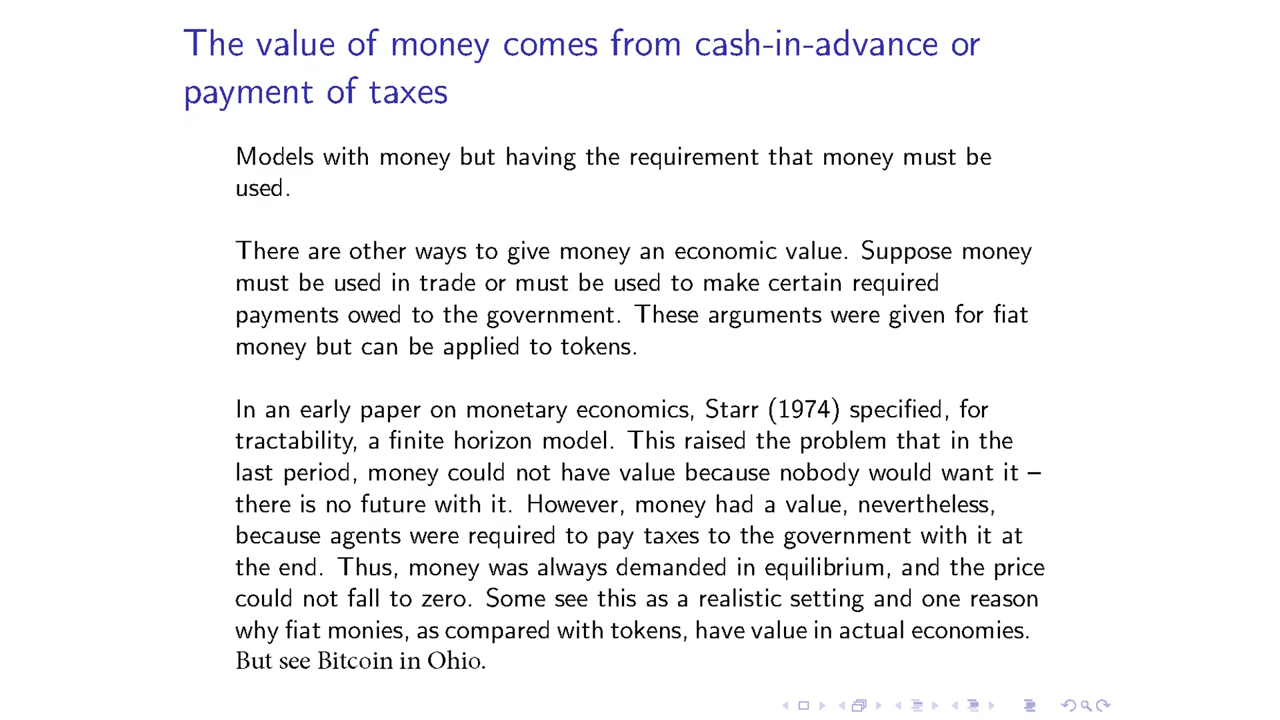 The value of money comes from cash-in-advance or
payment of taxes
Models with money but having the requirement that money must be
used.
There are other ways to give money an economic value. Suppose money
must be used in trade or must be used to make certain required
payments owed to the government. These arguments were given for fiat
money but can be applied to tokens.
In an early paper on monetary economics, Starr (1974) specified, for
tractability, a finite horizon model. This raised the problem that in the
last period, money could not have value because nobody would want it –
there is no future with it. However, money had a value, nevertheless,
because agents were required to pay taxes to the government with it at
the end. Thus, money was always demanded in equilibrium, and the price
could not fall to zero. Some see this as a realistic setting and one reason
why fiat monies, as compared with tokens, have value in actual economies.
But see Bitcoin in Ohio.